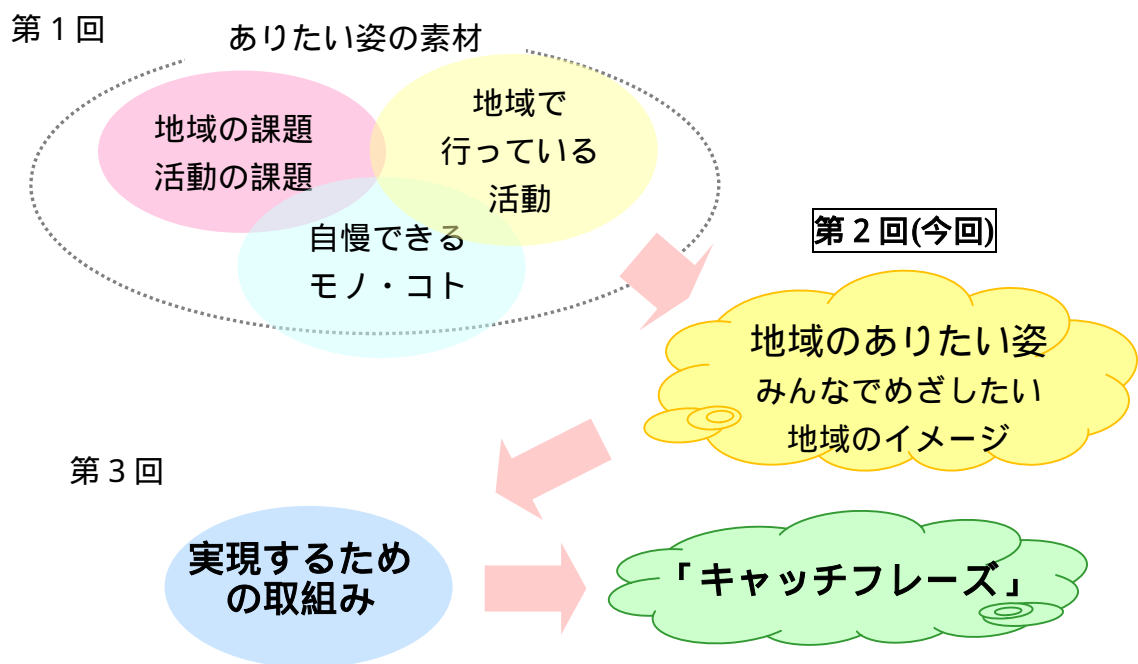 第1回
ありたい姿の素材
地域の課題
活動の課題
地域で
行っている
活動
自慢できる
モノ・コト
第2回(今回)
地域のありたい姿
みんなでめざしたい
地域のイメージ
第3回
実現するため
の取組み
「キャッチフレーズ」